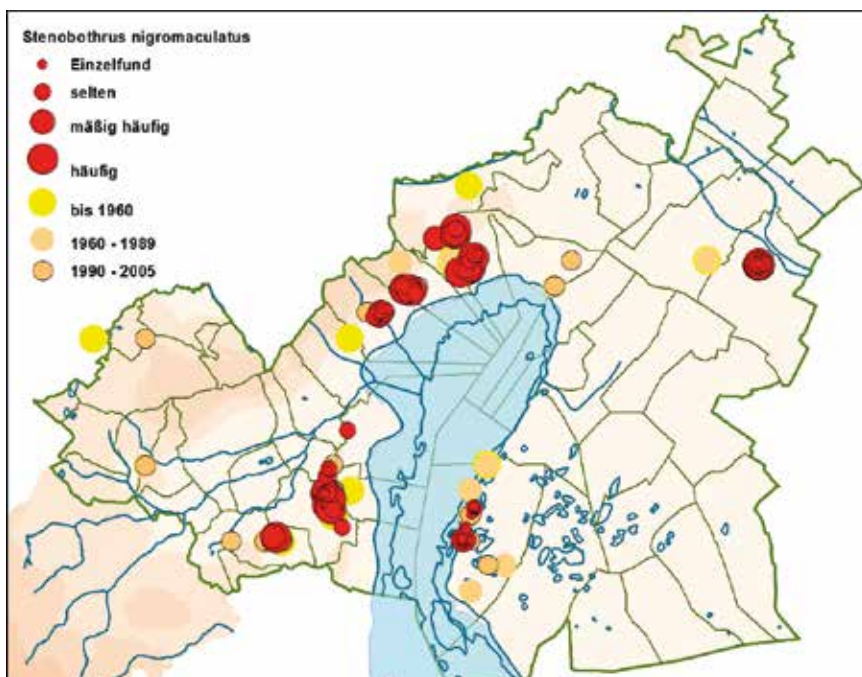 Stenobothrus nigromaculatus
Einzelfund
selten
mäßig häufig
häufig
bis 1960
1960 - 1989
1990 - 2005